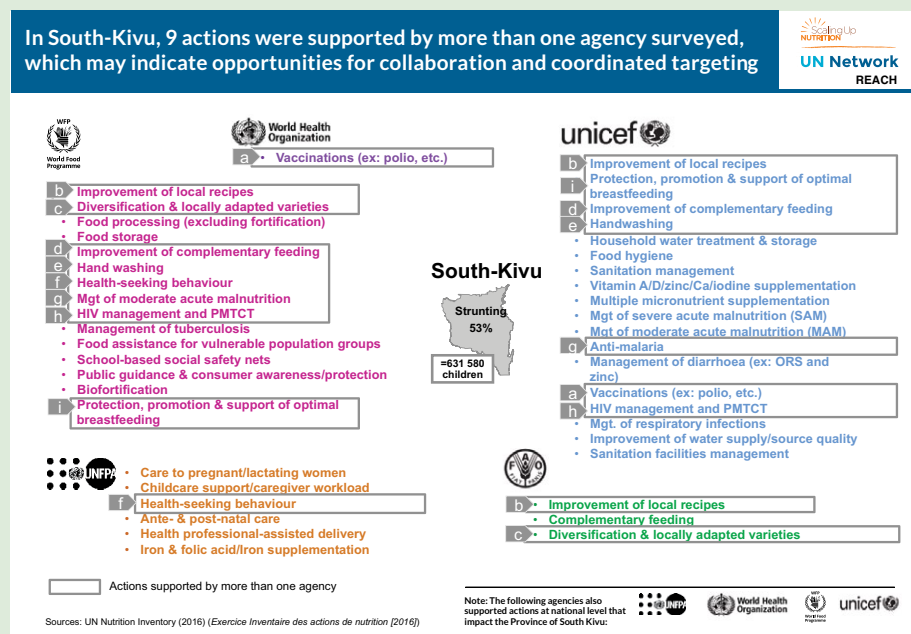 In South-Kivu, 9 actions were supported by more than one agency surveyed,
which may indicate opportunities for collaboration and coordinated targeting
Scaling Up
NUTRITION
UN Network
REACH
WFP
World Food
Programme
b Improvement of local recipes
c Diversification & locally adapted varieties
• Food processing (excluding fortification)
• Food storage
d Improvement of complementary feeding
e Hand washing
f Health-seeking behaviour
g Mgt of moderate acute malnutrition
h HIV management and PMTCT
• Management of tuberculosis
• Food assistance for vulnerable population groups
• School-based social safety nets
• Public guidance & consumer awareness/protection
• Biofortification
i Protection, promotion & support of optimal
breastfeeding
World Health
Organization
a • Vaccinations (ex: polio, etc.)
South-Kivu
Strunting
53%
=631 580
children
unicef
b Improvement of local recipes
i Protection, promotion & support of optimal
breastfeeding
d Improvement of complementary feeding
e Handwashing
• Household water treatment & storage
• Food hygiene
• Sanitation management
• Vitamin A/D/zinc/Ca/iodine supplementation
• Multiple micronutrient supplementation
• Mgt of severe acute malnutrition (SAM)
• Mgt of moderate acute malnutrition (MAM)
g Anti-malaria
• Management of diarrhoea (ex: ORS and
zinc)
a Vaccinations (ex: polio, etc.)
h HIV management and PMTCT
• Mgt. of respiratory infections
• Improvement of water supply/source quality
• Sanitation facilities management
UNFPA
• Care to pregnant/lactating women
• Childcare support/caregiver workload
f Health-seeking behaviour
• Ante- & post-natal care
• Health professional-assisted delivery
• Iron & folic acid/Iron supplementation
FAO
FIAT PANIS
b • Improvement of local recipes
• Complementary feeding
c • Diversification & locally adapted varieties
Actions supported by more than one agency
Sources: UN Nutrition Inventory (2016) (Exercice Inventaire des actions de nutrition [2016])
Note: The following agencies also
supported actions at national level that
impact the Province of South Kivu:
UNFPA
World Health
Organization
WFP
World Food
Programme
unicef